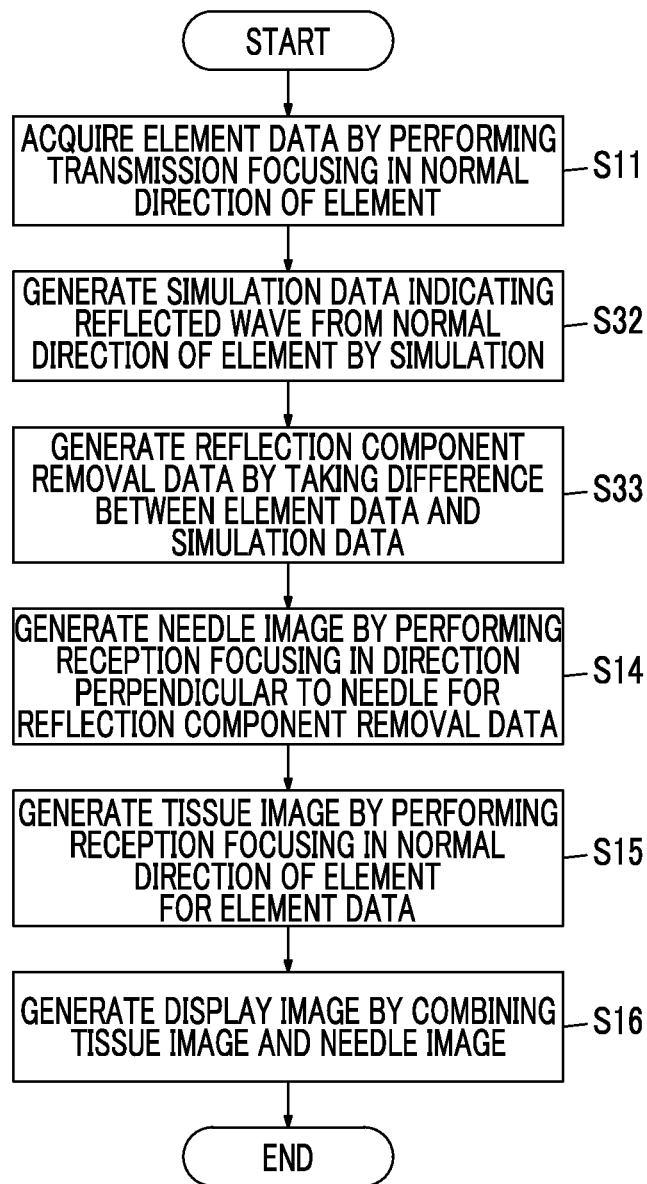 START
ACQUIRE ELEMENT DATA BY PERFORMING
TRANSMISSION FOCUSING IN NORMAL
DIRECTION OF ELEMENT
S11
GENERATE SIMULATION DATA INDICATING
REFLECTED WAVE FROM NORMAL
DIRECTION OF ELEMENT BY SIMULATION
S32
GENERATE REFLECTION COMPONENT
REMOVAL DATA BY TAKING DIFFERENCE
BETWEEN ELEMENT DATA AND
SIMULATION DATA
S33
GENERATE NEEDLE IMAGE BY PERFORMING
RECEPTION FOCUSING IN DIRECTION
PERPENDICULAR TO NEEDLE FOR
REFLECTION COMPONENT REMOVAL DATA
S14
GENERATE TISSUE IMAGE BY PERFORMING
RECEPTION FOCUSING IN NORMAL
DIRECTION OF ELEMENT
FOR ELEMENT DATA
S15
GENERATE DISPLAY IMAGE BY COMBINING
TISSUE IMAGE AND NEEDLE IMAGE
S16
END